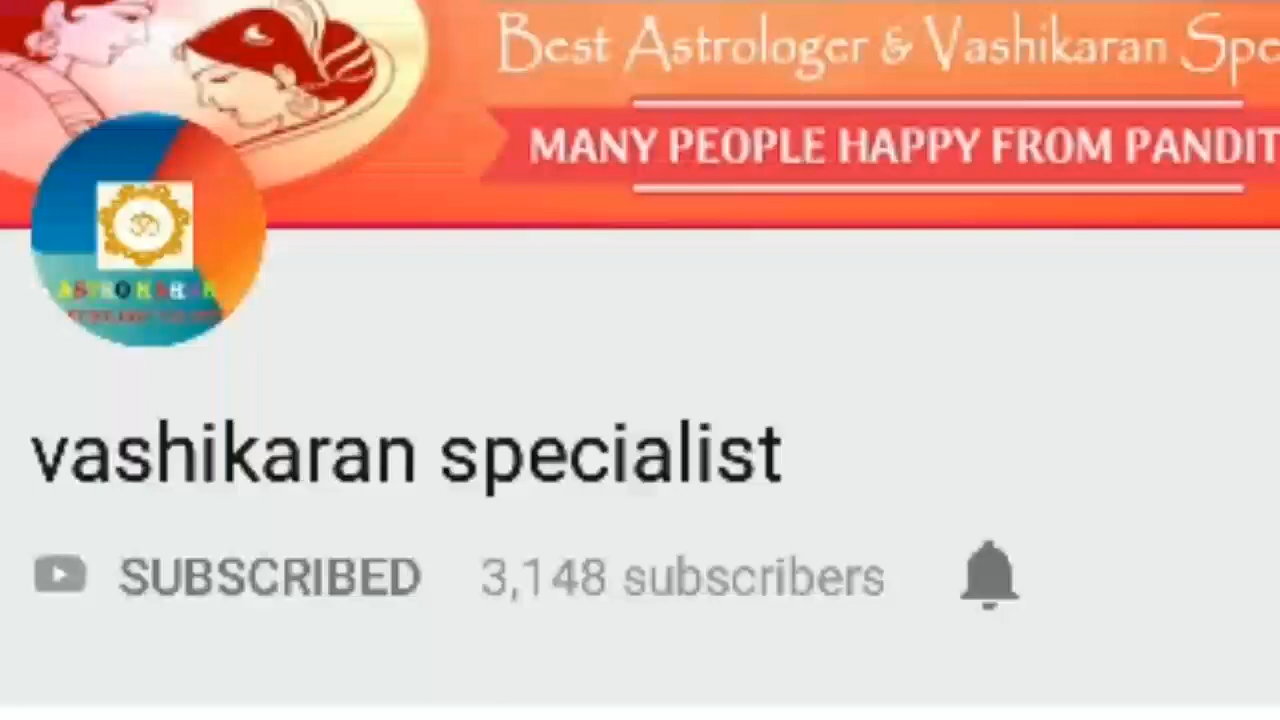 Best Astrologer & Vashikaran Spe
MANY PEOPLE HAPPY FROM PANDIT
vashikaran specialist
SUBSCRIBED 3,148 subscribers